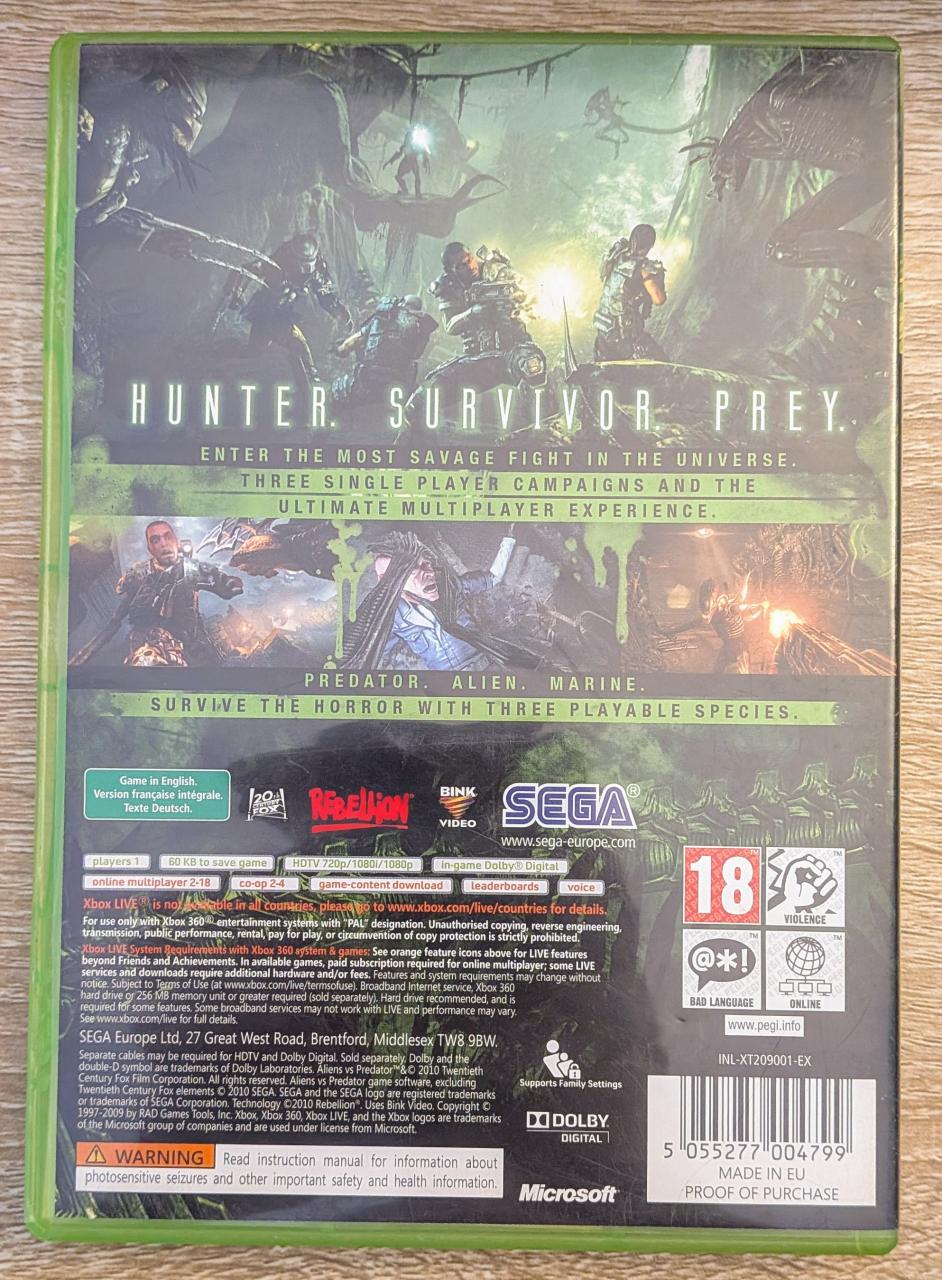 HUNTER. SURVIVOR. PREY.
ENTER THE MOST SAVAGE FIGHT IN THE UNIVERSE.
THREE SINGLE PLAYER CAMPAIGNS AND THE
ULTIMATE MULTIPLAYER EXPERIENCE.
PREDATOR. ALIEN. MARINE.
SURVIVE THE HORROR WITH THREE PLAYABLE SPECIES.
Game in English.
Version française intégrale.
Texte Deutsch.
20th
CENTURY
FOX
REBELLION
BINK
VIDEO
SEGA®
www.sega-europe.com
players 1 60 KB to save game HDTV 720p/1080i/1080p in-game Dolby® Digital
online multiplayer 2-18 co-op 2-4 game-content download leaderboards voice
Xbox LIVE® is not available in all countries, please go to www.xbox.com/live/countries for details.
For use only with Xbox 360® entertainment systems with "PAL" designation. Unauthorised copying, reverse engineering,
transmission, public performance, rental, pay for play, or circumvention of copy protection is strictly prohibited.
Xbox LIVE System Requirements with Xbox 360 system & games: See orange feature icons above for LIVE features
beyond Friends and Achievements. In available games, paid subscription required for online multiplayer; some LIVE
services and downloads require additional hardware and/or fees. Features and system requirements may change without
notice. Subject to Terms of Use (at www.xbox.com/live/termsofuse). Broadband Internet service, Xbox 360
hard drive or 256 MB memory unit or greater required (sold separately). Hard drive recommended, and is
required for some features. Some broadband services may not work with LIVE and performance may vary.
See www.xbox.com/live for full details.
SEGA Europe Ltd, 27 Great West Road, Brentford, Middlesex TW8 9BW.
Separate cables may be required for HDTV and Dolby Digital. Sold separately. Dolby and the
double-D symbol are trademarks of Dolby Laboratories. Aliens vs Predator™&© 2010 Twentieth
Century Fox Film Corporation. All rights reserved. Aliens vs Predator game software, excluding
Twentieth Century Fox elements © 2010 SEGA. SEGA and the SEGA logo are registered trademarks
or trademarks of SEGA Corporation. Technology ©2010 Rebellion®. Uses Bink Video. Copyright ©
1997-2009 by RAD Games Tools, Inc. Xbox, Xbox 360, Xbox LIVE, and the Xbox logos are trademarks
of the Microsoft group of companies and are used under license from Microsoft.
WARNING Read instruction manual for information about
photosensitive seizures and other important safety and health information.
Supports Family Settings
DOLBY
DIGITAL
Microsoft®
18™
™
VIOLENCE
@*!™
BAD LANGUAGE
™
ONLINE
www.pegi.info
INL-XT209001-EX
5 055277 004799
MADE IN EU
PROOF OF PURCHASE